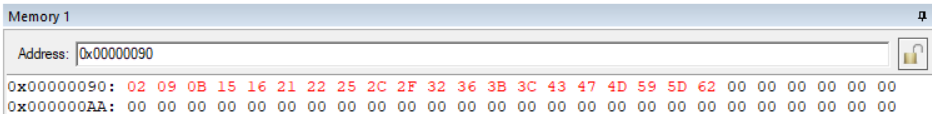 Memory 1
Address: 0x00000090
0x00000090: 02 09 0B 15 16 21 22 25 2C 2F 32 36 3B 3C 43 47 4D 59 5D 62 00 00 00 00 00 00
0x000000AA: 00 00 00 00 00 00 00 00 00 00 00 00 00 00 00 00 00 00 00 00 00 00 00 00 00 00